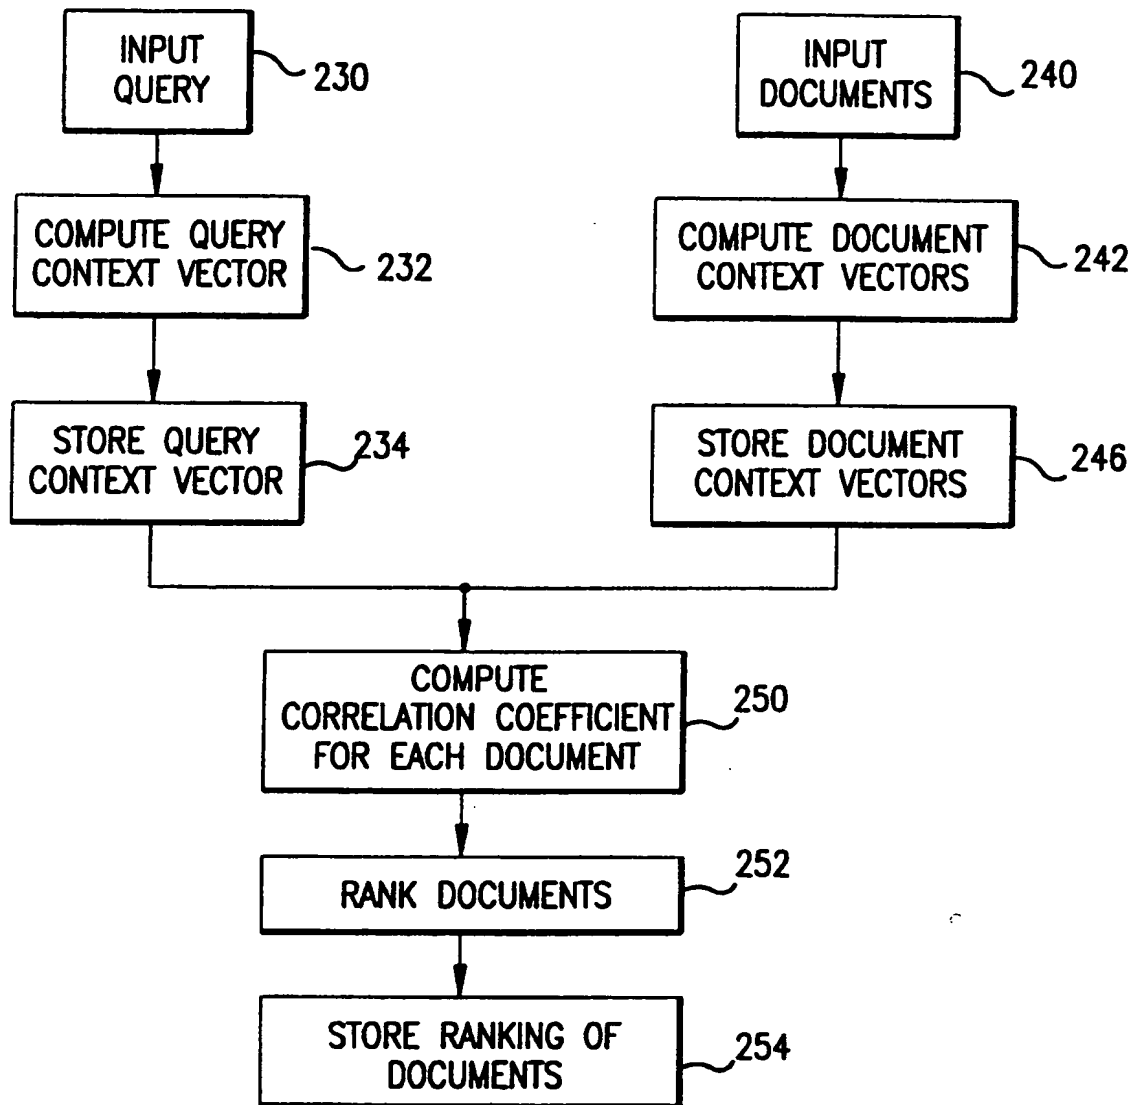 INPUT
QUERY
230
COMPUTE QUERY
CONTEXT VECTOR
232
STORE QUERY
CONTEXT VECTOR
234
INPUT
DOCUMENTS
240
COMPUTE DOCUMENT
CONTEXT VECTORS
242
STORE DOCUMENT
CONTEXT VECTORS
246
COMPUTE
CORRELATION COEFFICIENT
FOR EACH DOCUMENT
250
RANK DOCUMENTS
252
STORE RANKING OF
DOCUMENTS
254